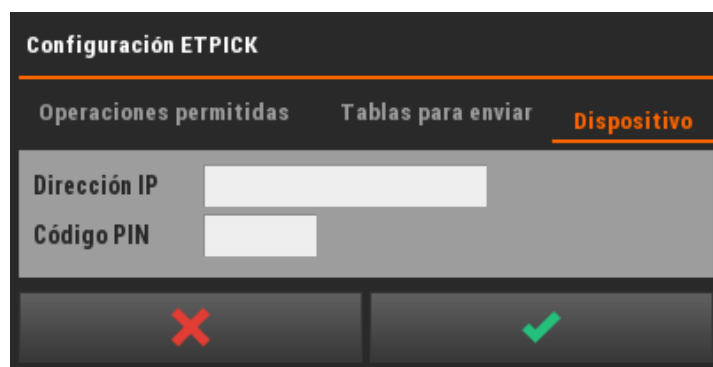 Configuración ETPICK
Operaciones permitidas Tablas para enviar Dispositivo
Dirección IP
Código PIN